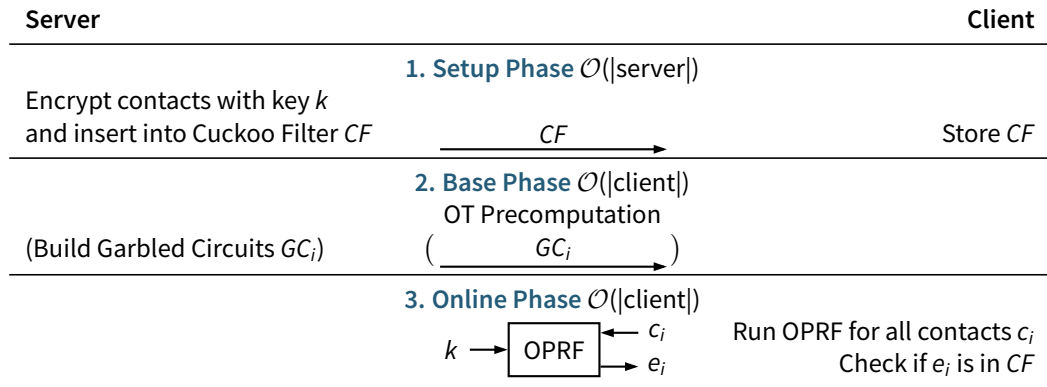 Server Client
1. Setup Phase 𝒪(|server|)
Encrypt contacts with key k
and insert into Cuckoo Filter CF CF Store CF
2. Base Phase 𝒪(|client|)
OT Precomputation
(Build Garbled Circuits GCᵢ) ( GCᵢ )
3. Online Phase 𝒪(|client|)
k OPRF cᵢ Run OPRF for all contacts cᵢ
eᵢ Check if eᵢ is in CF